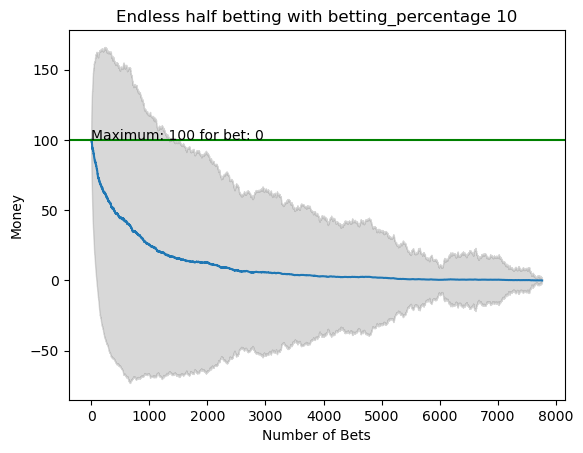 Endless half betting with betting_percentage 10
150
100
50
0
−50
Money
Maximum: 100 for bet: 0
0 1000 2000 3000 4000 5000 6000 7000 8000
Number of Bets